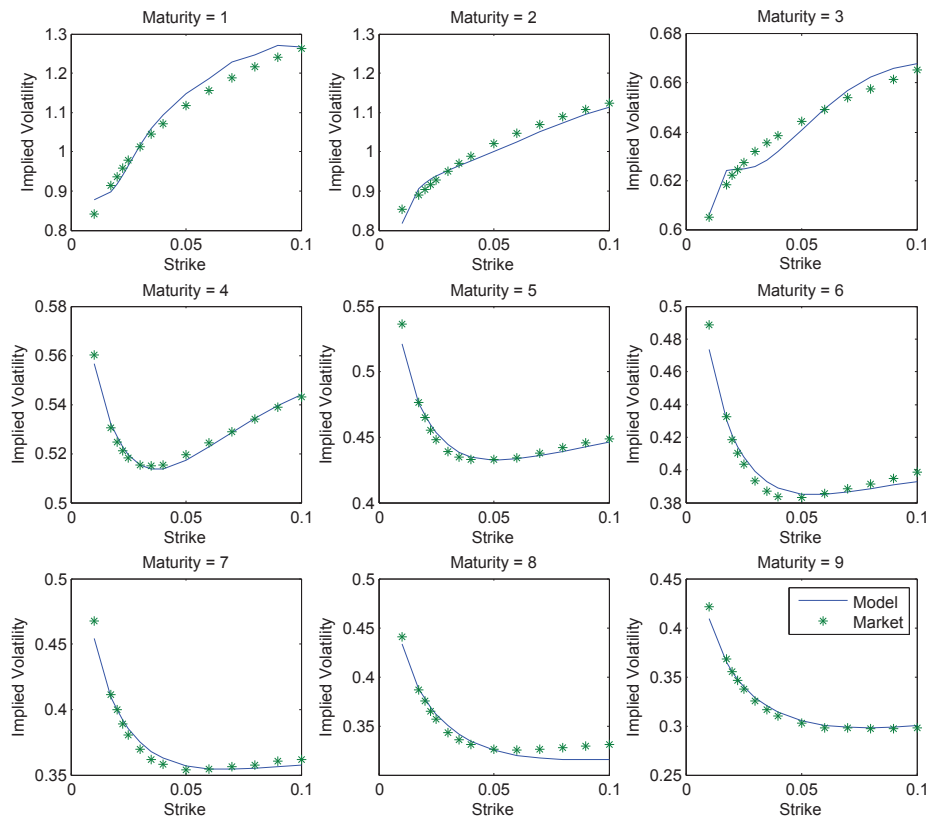 Maturity = 1
1.3
1.2
1.1
1
0.9
0.8
0
0.05
0.1
Strike
Implied Volatility
Maturity = 2
1.3
1.2
1.1
1
0.9
0.8
0
0.05
0.1
Strike
Implied Volatility
Maturity = 3
0.68
0.66
0.64
0.62
0.6
0
0.05
0.1
Strike
Implied Volatility
Maturity = 4
0.58
0.56
0.54
0.52
0.5
0
0.05
0.1
Strike
Implied Volatility
Maturity = 5
0.55
0.5
0.45
0.4
0
0.05
0.1
Strike
Implied Volatility
Maturity = 6
0.5
0.48
0.46
0.44
0.42
0.4
0.38
0
0.05
0.1
Strike
Implied Volatility
Maturity = 7
0.5
0.45
0.4
0.35
0
0.05
0.1
Strike
Implied Volatility
Maturity = 8
0.5
0.45
0.4
0.35
0
0.05
0.1
Strike
Implied Volatility
Maturity = 9
0.45
0.4
0.35
0.3
0.25
0
0.05
0.1
Strike
Implied Volatility
Model
Market